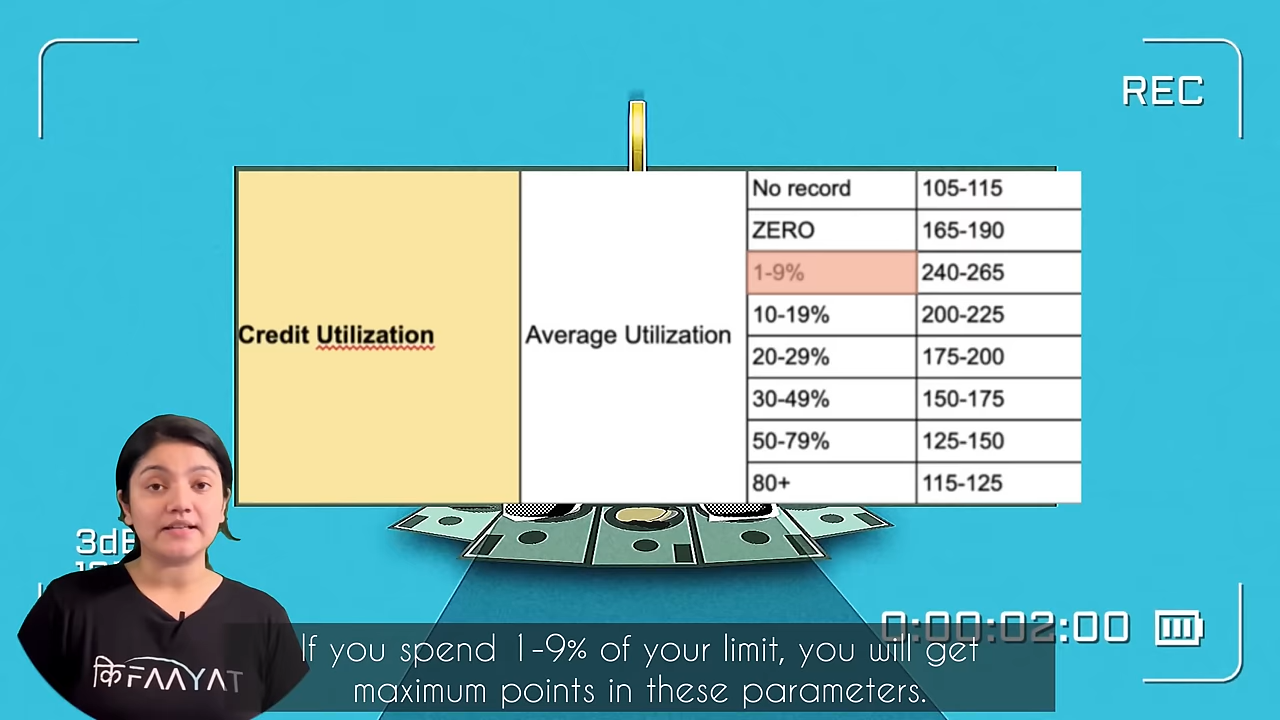 REC
No record 105-115
ZERO 165-190
1-9% 240-265
Credit Utilization
Average Utilization
10-19% 200-225
20-29% 175-200
30-49% 150-175
50-79% 125-150
80+ 115-125
0:00:02:00
If you spend 1-9% of your limit, you will get
maximum points in these parameters.
किFAAYAT